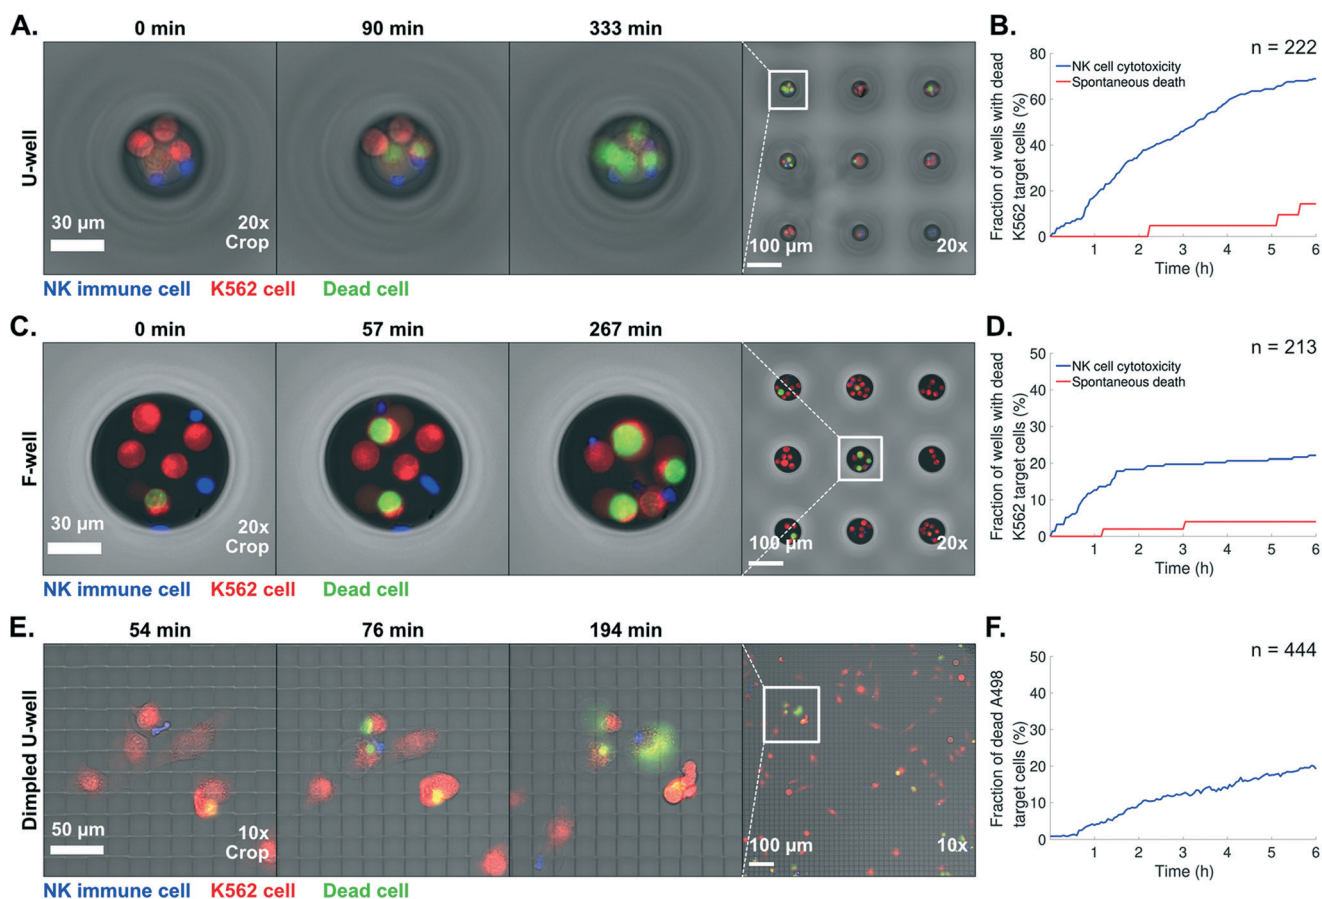 A.
0 min
90 min
333 min
U-well
30 µm
20x
Crop
100 µm
20x
NK immune cell K562 cell Dead cell
B.
n = 222
NK cell cytotoxicity
Spontaneous death
Fraction of wells with dead
K562 target cells (%)
80
60
40
20
0
1 2 3 4 5 6
Time (h)
C.
0 min
57 min
267 min
F-well
30 µm
20x
Crop
100 µm
20x
NK immune cell K562 cell Dead cell
D.
n = 213
NK cell cytotoxicity
Spontaneous death
Fraction of wells with dead
K562 target cells (%)
50
40
30
20
10
0
1 2 3 4 5 6
Time (h)
E.
54 min
76 min
194 min
Dimpled U-well
50 µm
10x
Crop
100 µm
10x
NK immune cell K562 cell Dead cell
F.
n = 444
Fraction of dead A498
target cells (%)
50
40
30
20
10
0
1 2 3 4 5 6
Time (h)